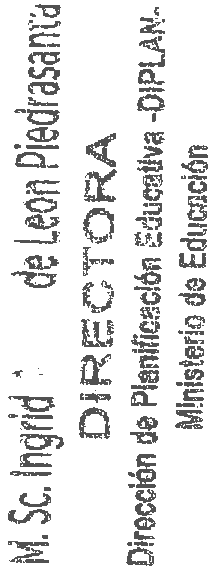 M. Sc. Ingrid de Leon Piedrasanta
DIRECTORA
Dirección de Planificación Educativa -DIPLAN-
Ministerio de Educación